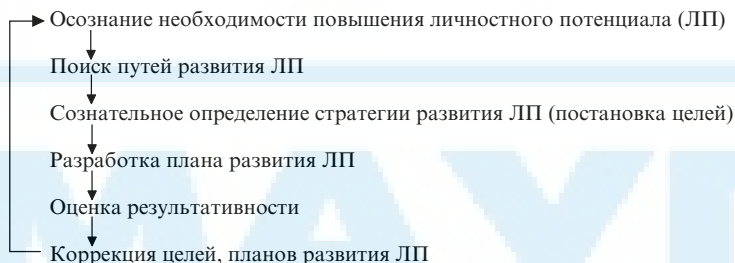 Осознание необходимости повышения личностного потенциала (ЛП)
Поиск путей развития ЛП
Сознательное определение стратегии развития ЛП (постановка целей)
Разработка плана развития ЛП
Оценка результативности
Коррекция целей, планов развития ЛП